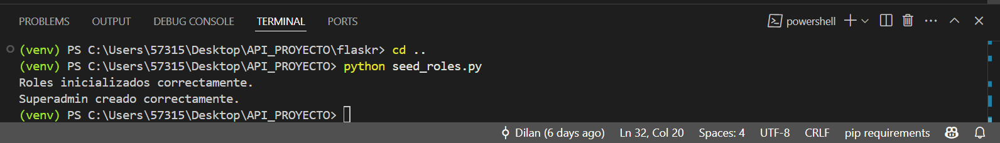 PROBLEMS OUTPUT DEBUG CONSOLE TERMINAL PORTS powershell
(venv) PS C:\Users\57315\Desktop\API_PROYECTO\flaskr> cd ..
(venv) PS C:\Users\57315\Desktop\API_PROYECTO> python seed_roles.py
Roles inicializados correctamente.
Superadmin creado correctamente.
(venv) PS C:\Users\57315\Desktop\API_PROYECTO>
Dilan (6 days ago) Ln 32, Col 20 Spaces: 4 UTF-8 CRLF pip requirements